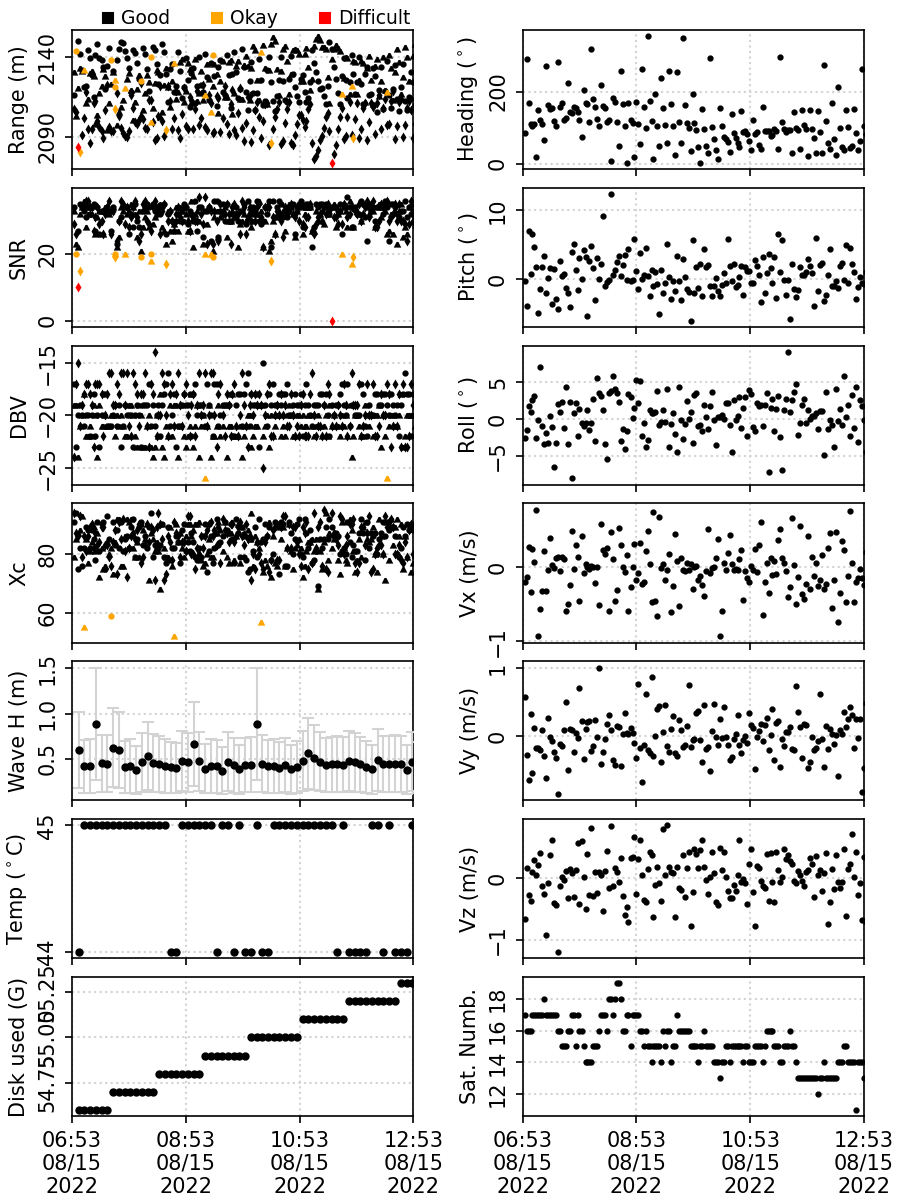 Good Okay Difficult
Range (m)
2140
2090
Heading (°)
200
0
SNR
20
0
Pitch (°)
10
0
DBV
−15
−20
−25
Roll (°)
5
0
−5
Xc
80
60
Vx (m/s)
0
−1
Wave H (m)
1.5
1.0
0.5
Vy (m/s)
1
0
Temp (°C)
45
44
Vz (m/s)
0
−1
Disk used (G)
55.25
55.00
54.75
Sat. Numb.
18
16
14
12
06:53 08:53 10:53 12:53
08/15 08/15 08/15 08/15
2022 2022 2022 2022
06:53 08:53 10:53 12:53
08/15 08/15 08/15 08/15
2022 2022 2022 2022